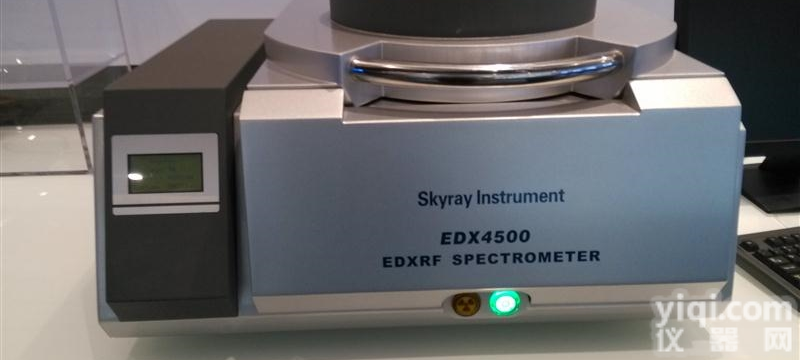 Skyray Instrument
EDX4500
EDXRF SPECTROMETER
yiqi.com
仪器网